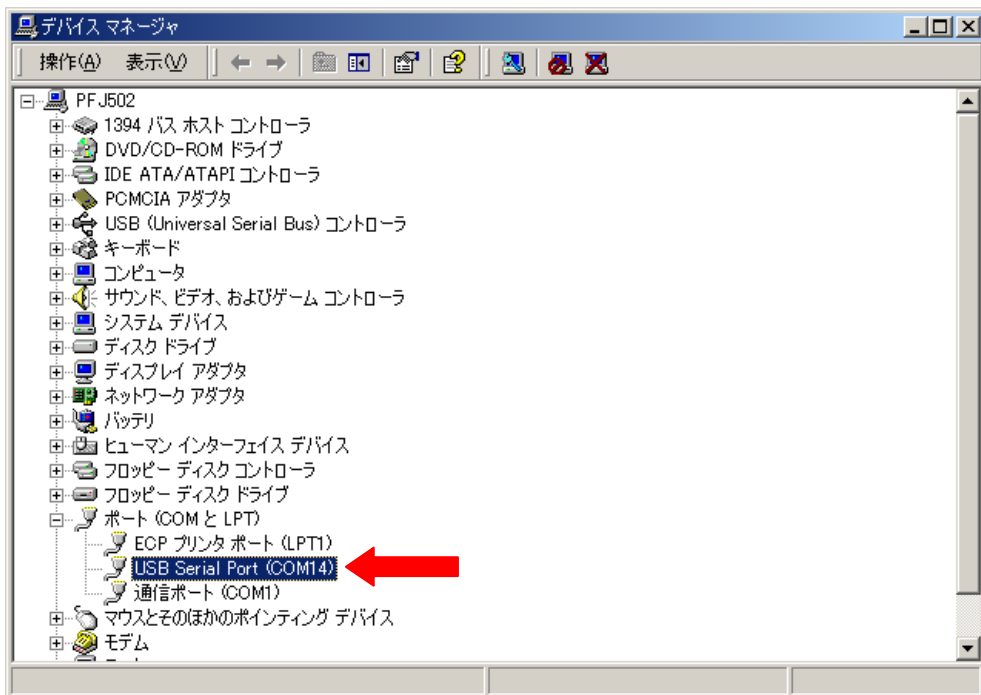 デバイス マネージャ
操作(A) 表示(V)
PFJ502
1394 バス ホスト コントローラ
DVD/CD-ROM ドライブ
IDE ATA/ATAPI コントローラ
PCMCIA アダプタ
USB (Universal Serial Bus) コントローラ
キーボード
コンピュータ
サウンド、ビデオ、およびゲーム コントローラ
システム デバイス
ディスク ドライブ
ディスプレイ アダプタ
ネットワーク アダプタ
バッテリ
ヒューマン インターフェイス デバイス
フロッピー ディスク コントローラ
フロッピー ディスク ドライブ
ポート (COM と LPT)
ECP プリンタ ポート (LPT1)
USB Serial Port (COM14)
通信ポート (COM1)
マウスとそのほかのポインティング デバイス
モデム